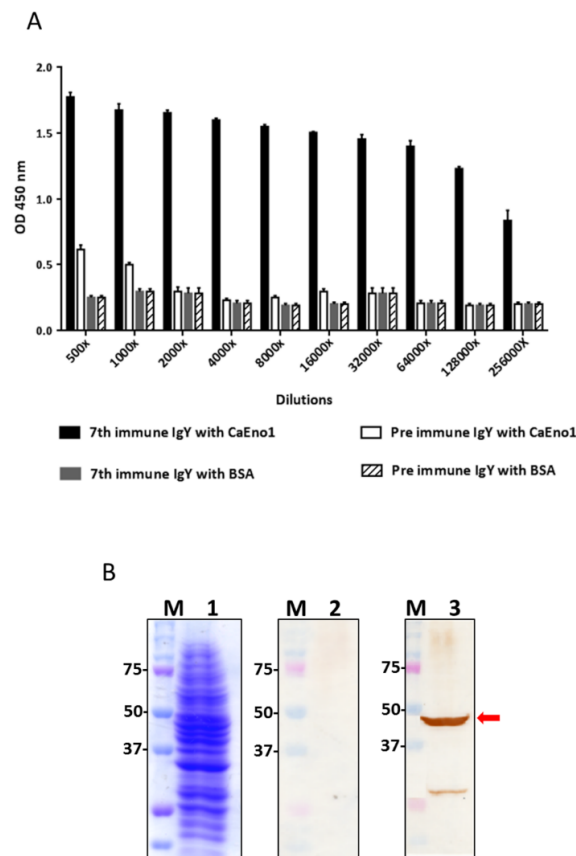 A
2.0
1.5
1.0
0.5
0.0
OD 450 nm
500x
1000x
2000x
4000x
8000x
16000x
32000x
64000x
128000x
256000X
Dilutions
7th immune IgY with CaEno1
Pre immune IgY with CaEno1
7th immune IgY with BSA
Pre immune IgY with BSA
B
M 1
M 2
M 3
75-
50-
37-
75-
50-
37-
75-
50-
37-